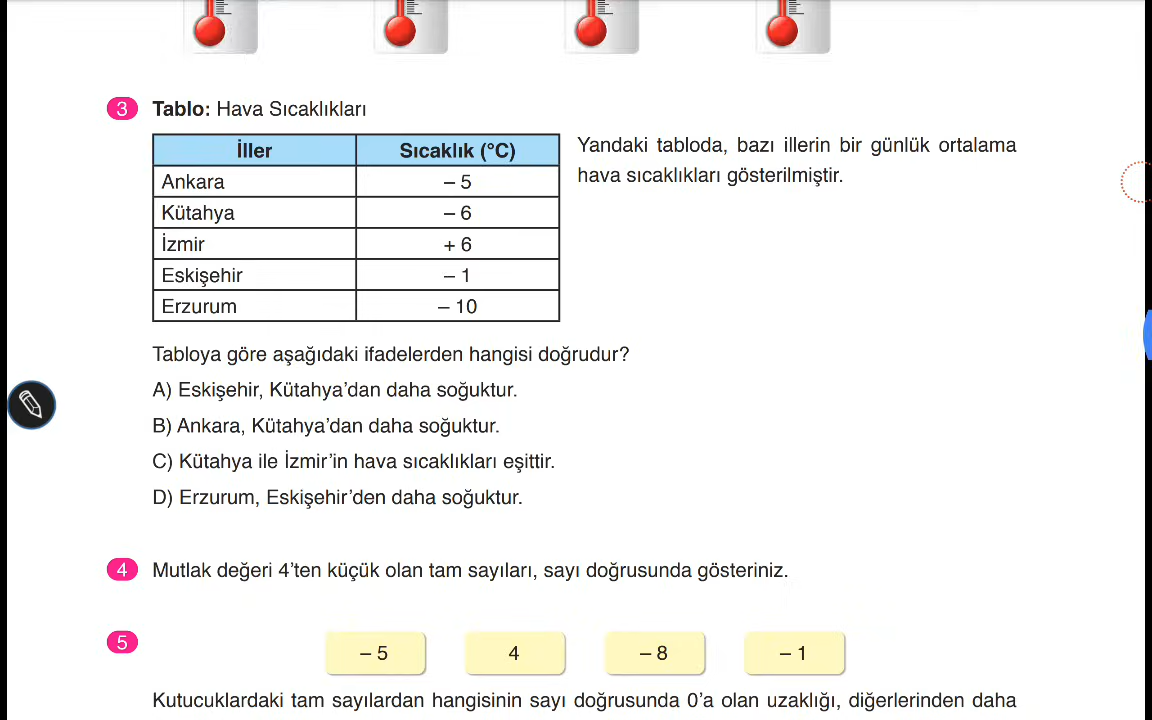 3 Tablo: Hava Sıcaklıkları
İller Sıcaklık (°C)
Ankara – 5
Kütahya – 6
İzmir + 6
Eskişehir – 1
Erzurum – 10
Yandaki tabloda, bazı illerin bir günlük ortalama
hava sıcaklıkları gösterilmiştir.
Tabloya göre aşağıdaki ifadelerden hangisi doğrudur?
A) Eskişehir, Kütahya’dan daha soğuktur.
B) Ankara, Kütahya’dan daha soğuktur.
C) Kütahya ile İzmir’in hava sıcaklıkları eşittir.
D) Erzurum, Eskişehir’den daha soğuktur.
4 Mutlak değeri 4’ten küçük olan tam sayıları, sayı doğrusunda gösteriniz.
5
– 5 4 – 8 – 1
Kutucuklardaki tam sayılardan hangisinin sayı doğrusunda 0’a olan uzaklığı, diğerlerinden daha